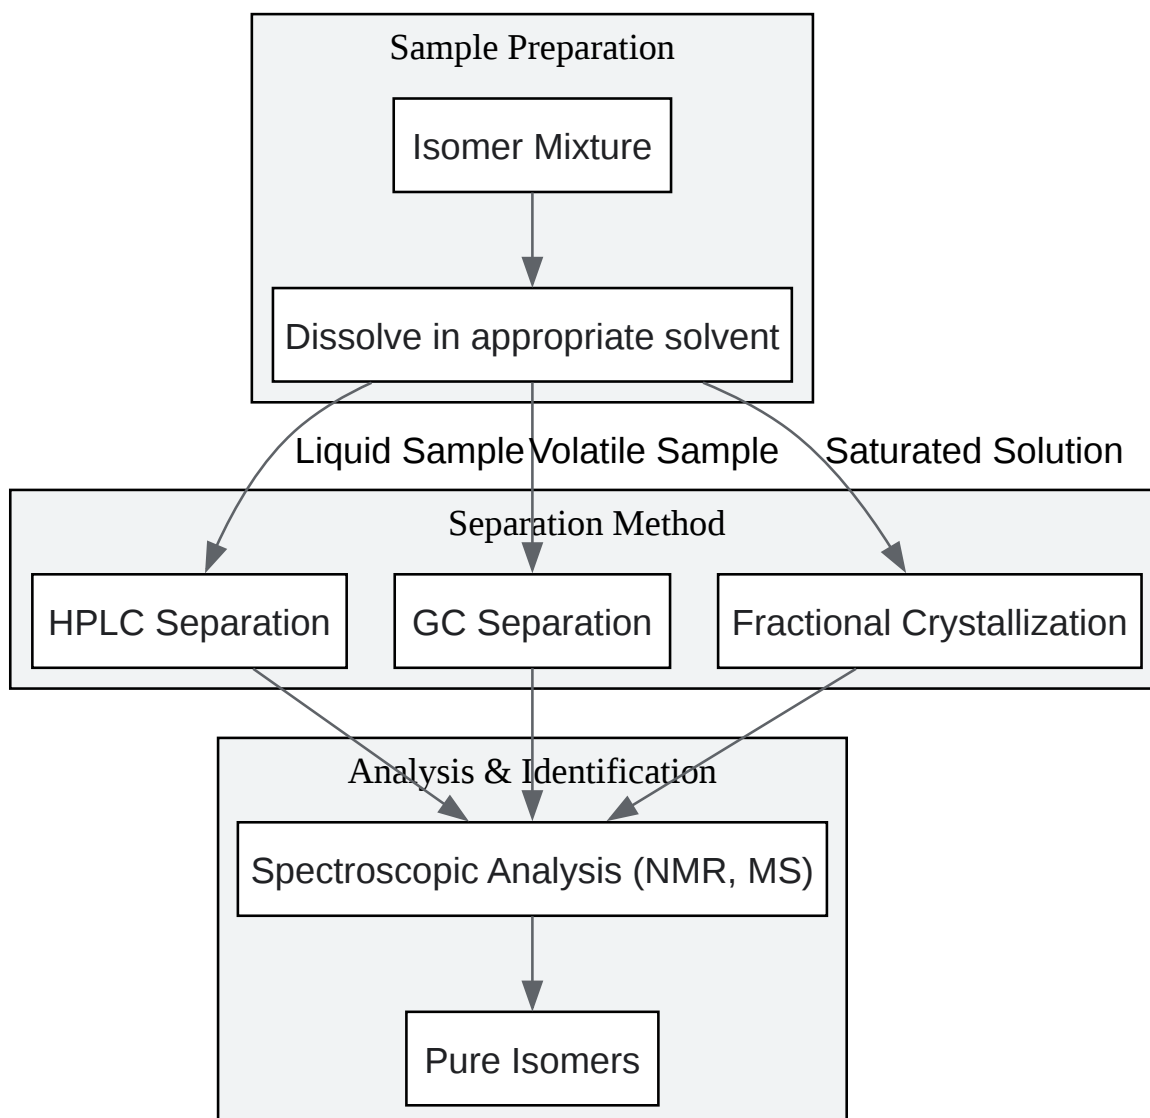 Sample Preparation
Isomer Mixture
Dissolve in appropriate solvent
Liquid Sample
Volatile Sample
Saturated Solution
Separation Method
HPLC Separation
GC Separation
Fractional Crystallization
Analysis & Identification
Spectroscopic Analysis (NMR, MS)
Pure Isomers